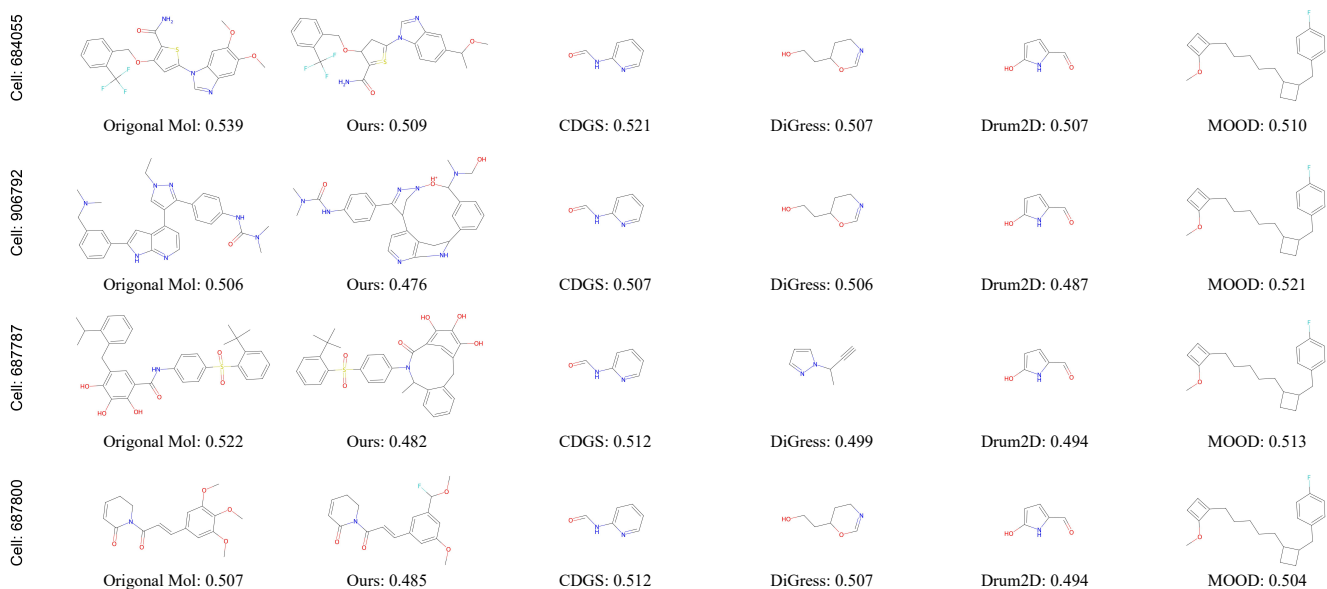 Cell: 684055
Origonal Mol: 0.539
Ours: 0.509
CDGS: 0.521
DiGress: 0.507
Drum2D: 0.507
MOOD: 0.510
Cell: 906792
Origonal Mol: 0.506
Ours: 0.476
CDGS: 0.507
DiGress: 0.506
Drum2D: 0.487
MOOD: 0.521
Cell: 687787
Origonal Mol: 0.522
Ours: 0.482
CDGS: 0.512
DiGress: 0.499
Drum2D: 0.494
MOOD: 0.513
Cell: 687800
Origonal Mol: 0.507
Ours: 0.485
CDGS: 0.512
DiGress: 0.507
Drum2D: 0.494
MOOD: 0.504